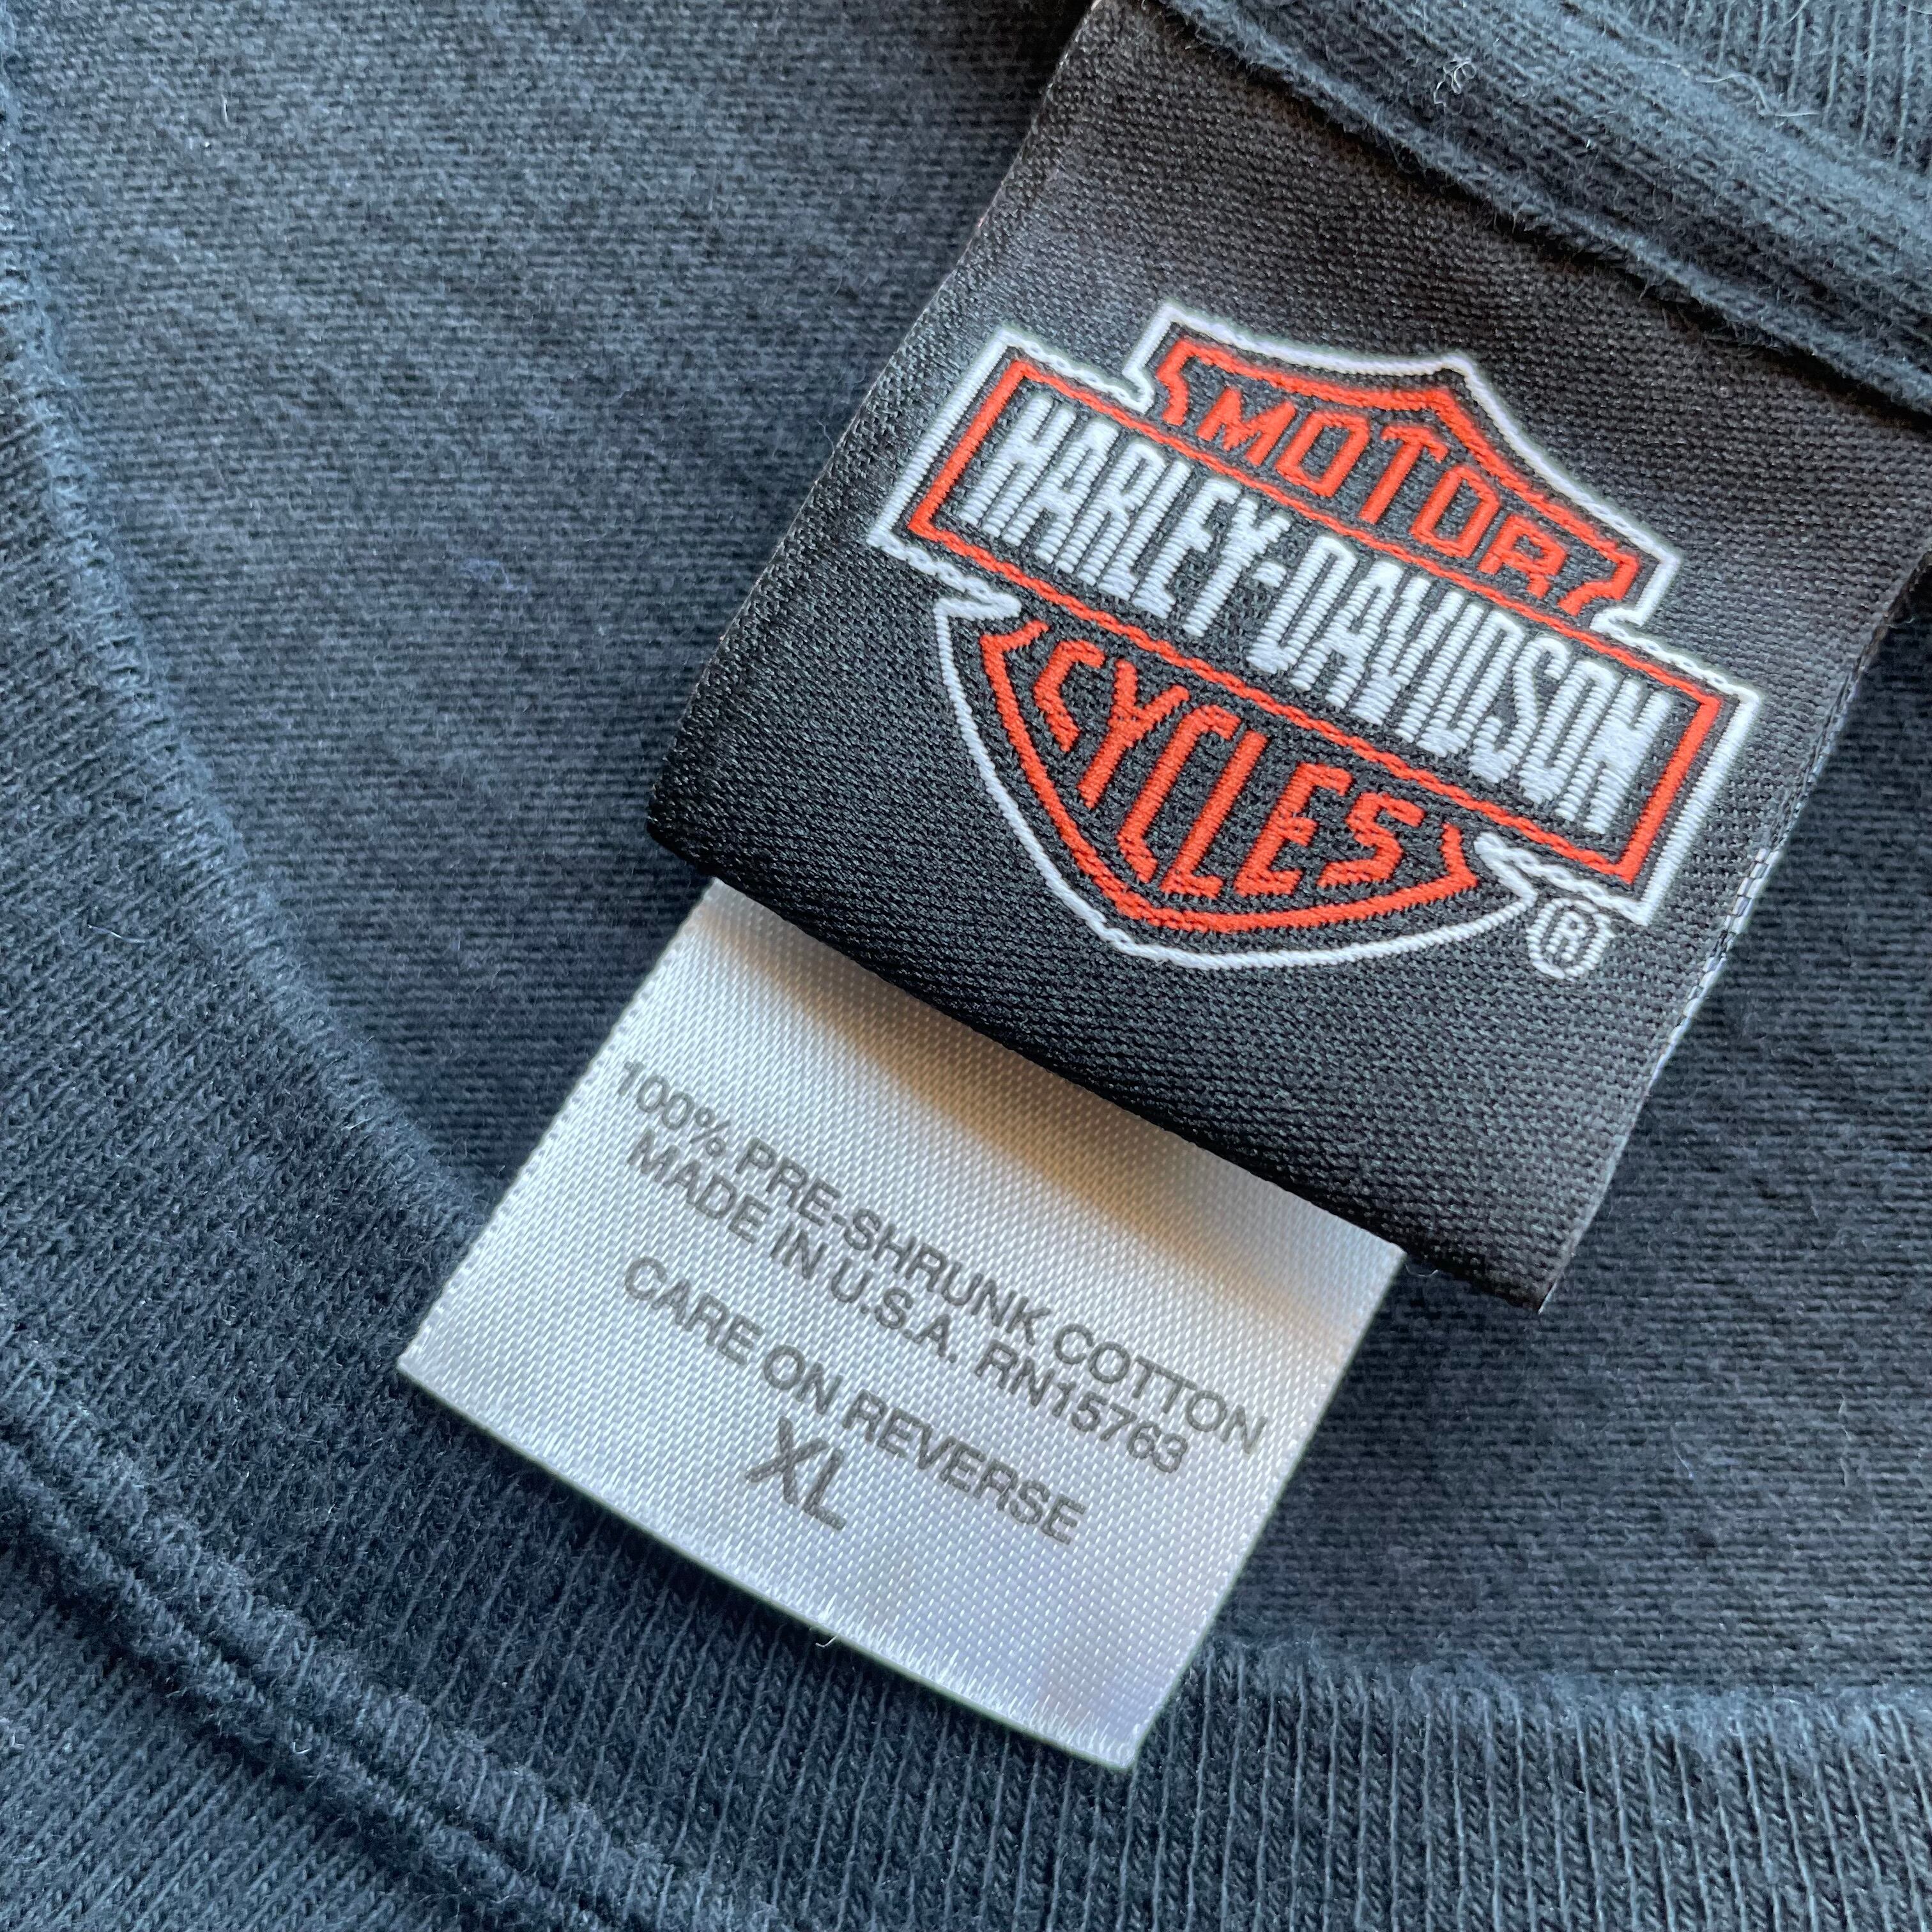 MOTOR
HARLEY-DAVIDSON
CYCLES
®
100% PRE-SHRUNK COTTON
MADE IN U.S.A. RN15763
CARE ON REVERSE
XL